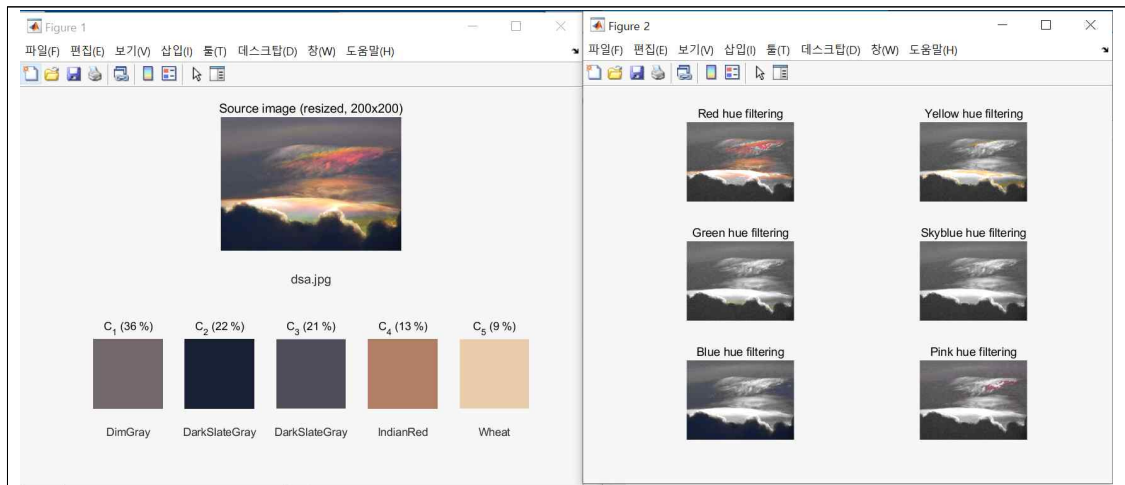 Figure 1
파일(F) 편집(E) 보기(V) 삽입(I) 툴(T) 데스크탑(D) 창(W) 도움말(H)
Source image (resized, 200x200)
dsa.jpg
C1 (36 %) C2 (22 %) C3 (21 %) C4 (13 %) C5 (9 %)
DimGray DarkSlateGray DarkSlateGray IndianRed Wheat
Figure 2
파일(F) 편집(E) 보기(V) 삽입(I) 툴(T) 데스크탑(D) 창(W) 도움말(H)
Red hue filtering Yellow hue filtering
Green hue filtering Skyblue hue filtering
Blue hue filtering Pink hue filtering